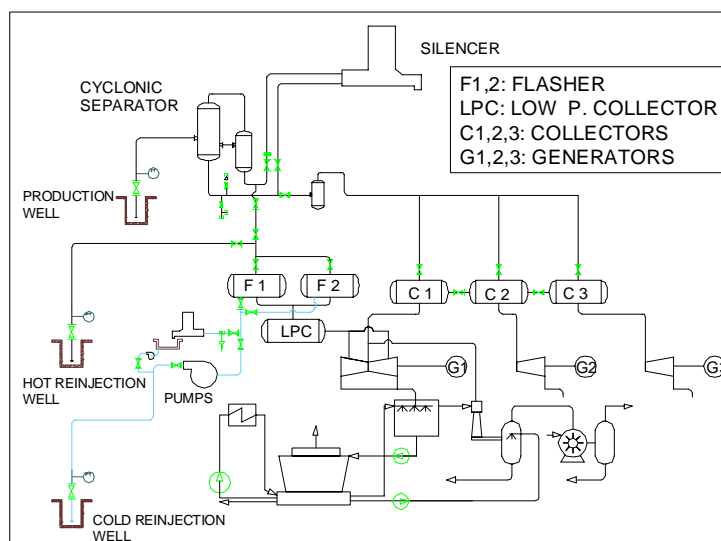 SILENCER
CYCLONIC
SEPARATOR
F1,2: FLASHER
LPC: LOW P. COLLECTOR
C1,2,3: COLLECTORS
G1,2,3: GENERATORS
PRODUCTION
WELL
F 1
F 2
C 1
C 2
C 3
LPC
HOT REINJECTION
WELL
PUMPS
G1
G2
COLD REINJECTION
WELL